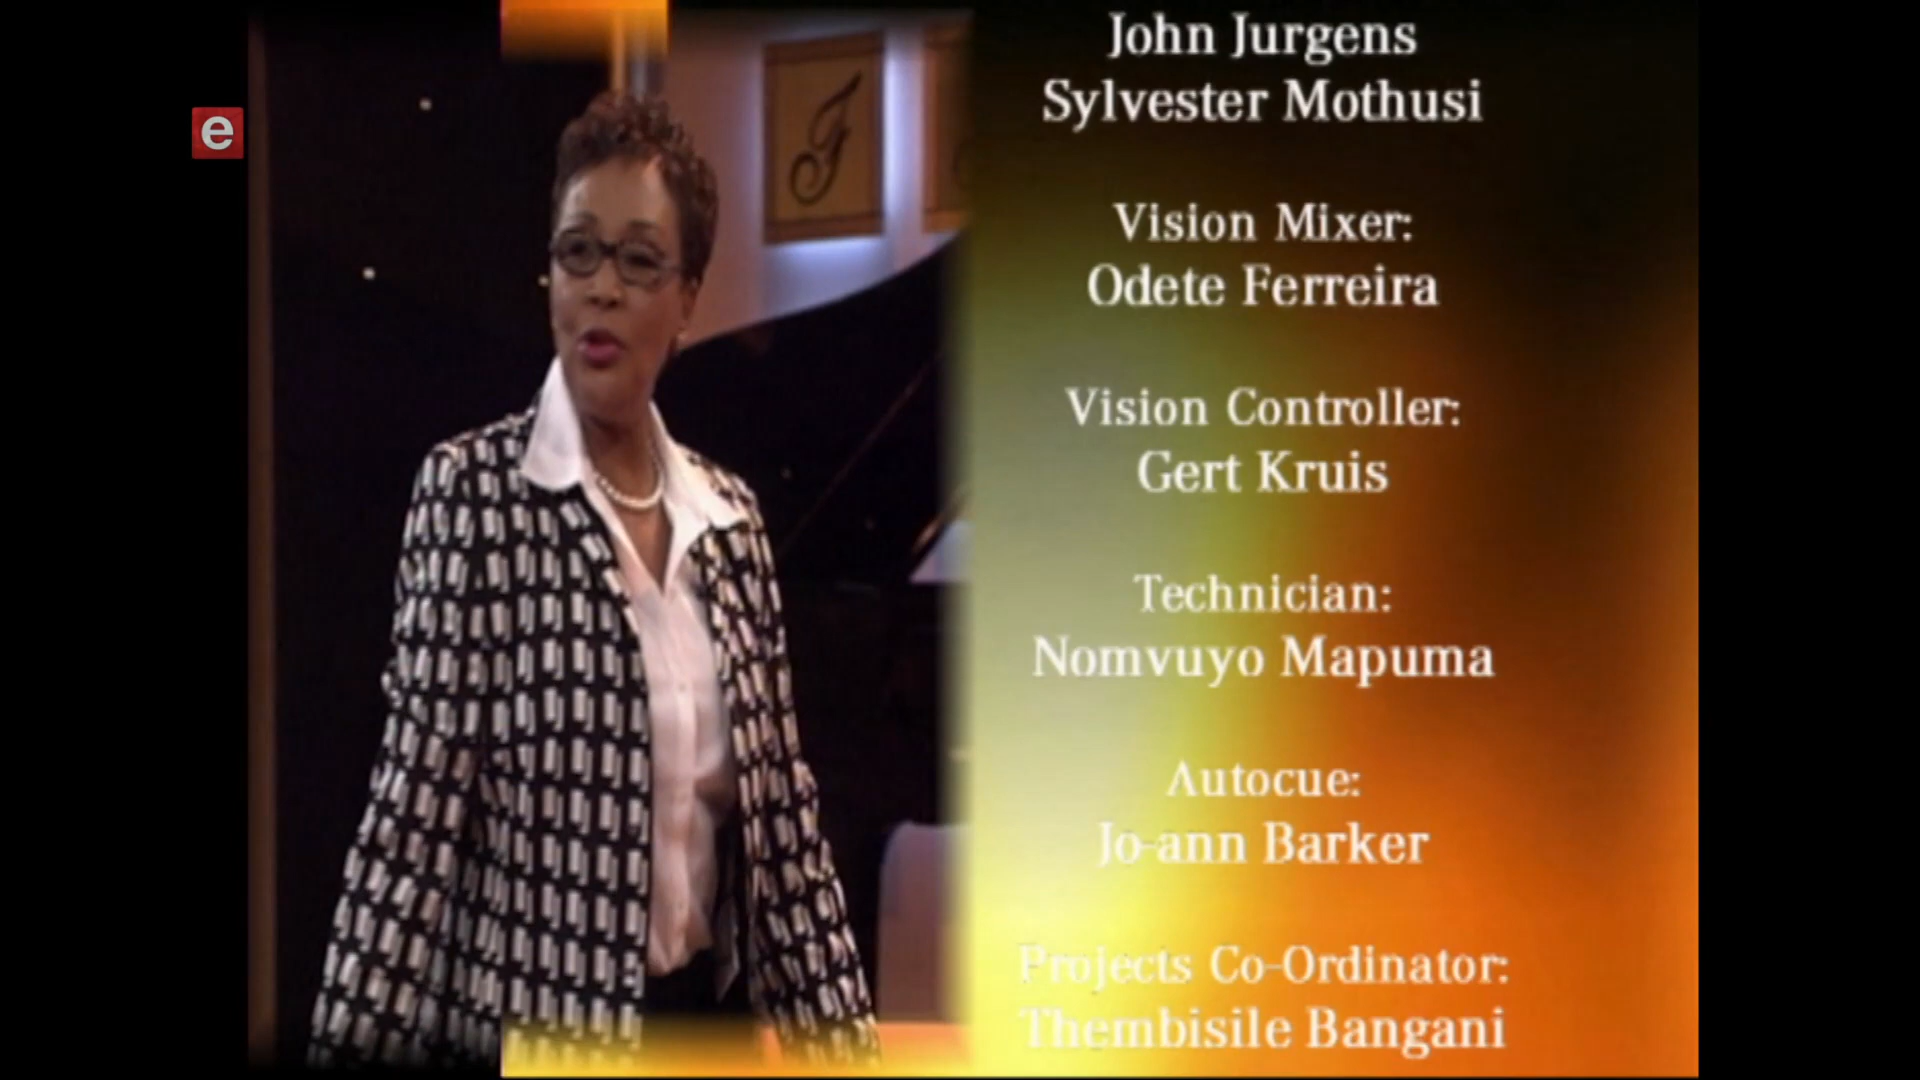 e
F
John Jurgens
Sylvester Mothusi
Vision Mixer:
Odete Ferreira
Vision Controller:
Gert Kruis
Technician:
Nomvuyo Mapuma
Autocue:
Jo-ann Barker
Projects Co-Ordinator:
Thembisile Bangani